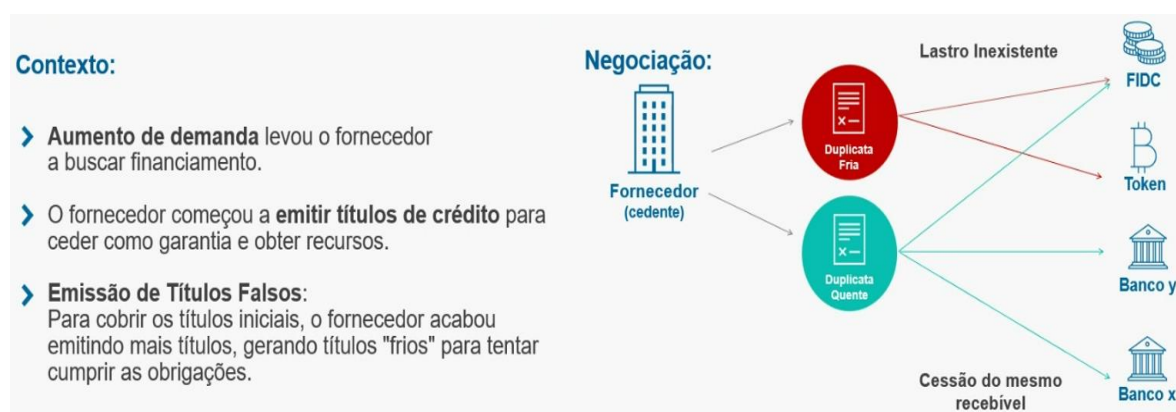 Contexto:
Aumento de demanda levou o fornecedor
a buscar financiamento.
O fornecedor começou a emitir títulos de crédito para
ceder como garantia e obter recursos.
Emissão de Títulos Falsos:
Para cobrir os títulos iniciais, o fornecedor acabou
emitindo mais títulos, gerando títulos "frios" para tentar
cumprir as obrigações.
Negociação:
Fornecedor
(cedente)
Duplicata
Fria
Duplicata
Quente
Lastro Inexistente
FIDC
Token
Banco y
Banco x
Cessão do mesmo
recebível